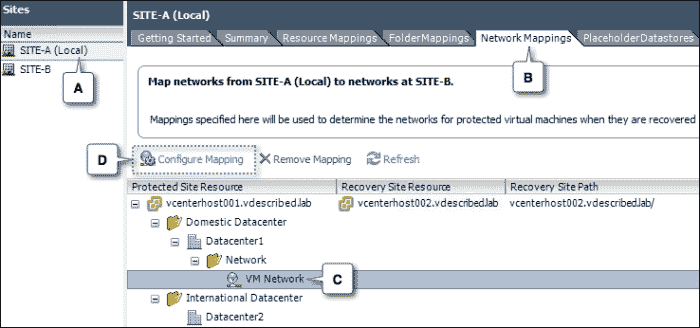 Sites
Name
SITE-A (Local)
SITE-B
A
SITE-A (Local)
Getting Started Summary Resource Mappings FolderMappings Network Mappings PlaceholderDatastores
B
Map networks from SITE-A (Local) to networks at SITE-B.
Mappings specified here will be used to determine the networks for protected virtual machines when they are recovered
D
Configure Mapping Remove Mapping Refresh
Protected Site Resource Recovery Site Resource Recovery Site Path
vcenterhost001.vdescribed.lab vcenterhost002.vdescribed.lab vcenterhost002.vdescribed.lab/
Domestic Datacenter
Datacenter1
Network
VM Network
C
International Datacenter
Datacenter2